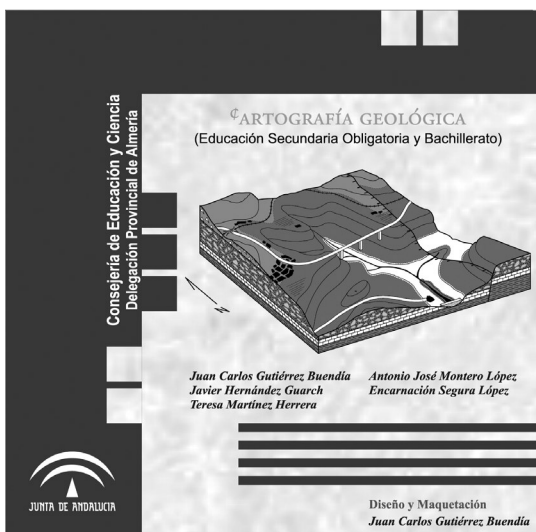 Consejería de Educación y Ciencia
Delegación Provincial de Almería
CARTOGRAFÍA GEOLÓGICA
(Educación Secundaria Obligatoria y Bachillerato)
N
Juan Carlos Gutiérrez Buendía
Javier Hernández Guarch
Teresa Martínez Herrera
Antonio José Montero López
Encarnación Segura López
JUNTA DE ANDALUCIA
Diseño y Maquetación
Juan Carlos Gutiérrez Buendía